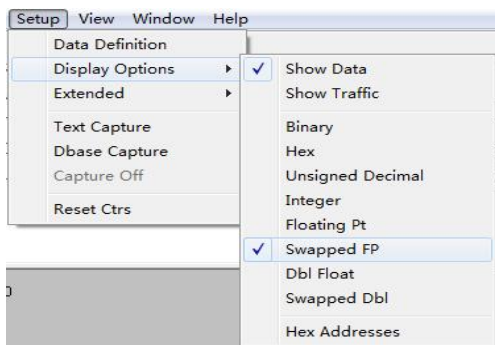 Setup View Window Help
Data Definition
Display Options
Extended
Text Capture
Dbase Capture
Capture Off
Reset Ctrs
Show Data
Show Traffic
Binary
Hex
Unsigned Decimal
Integer
Floating Pt
Swapped FP
Dbl Float
Swapped Dbl
Hex Addresses